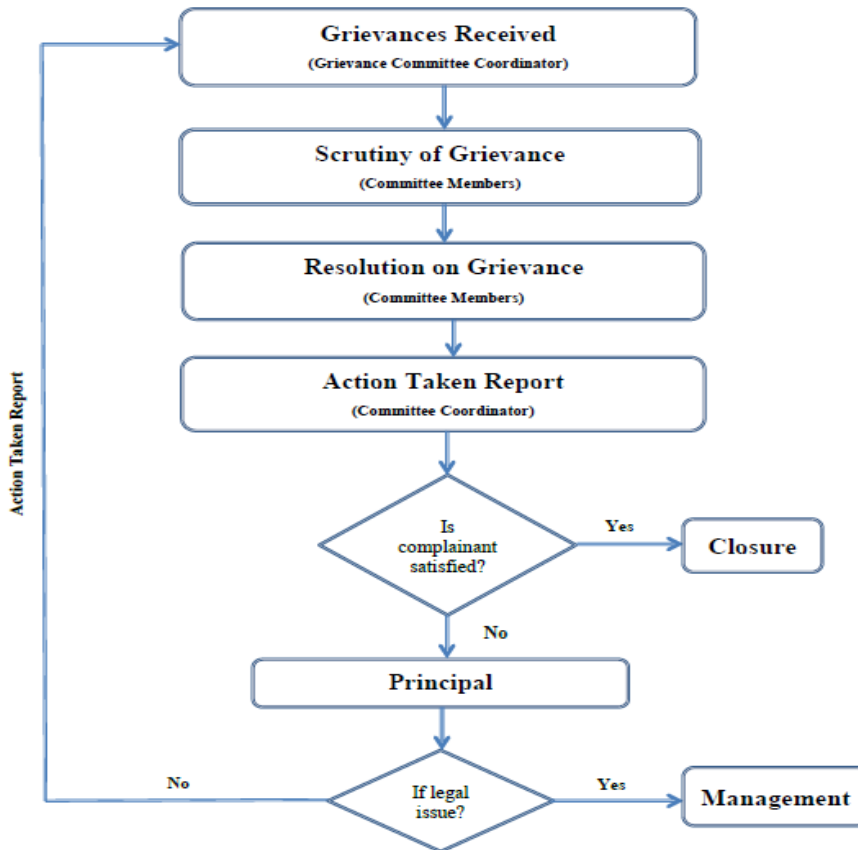 Grievances Received
(Grievance Committee Coordinator)
Scrutiny of Grievance
(Committee Members)
Resolution on Grievance
(Committee Members)
Action Taken Report
(Committee Coordinator)
Action Taken Report
Is
complainant
satisfied?
Yes
Closure
No
Principal
No
If legal
issue?
Yes
Management